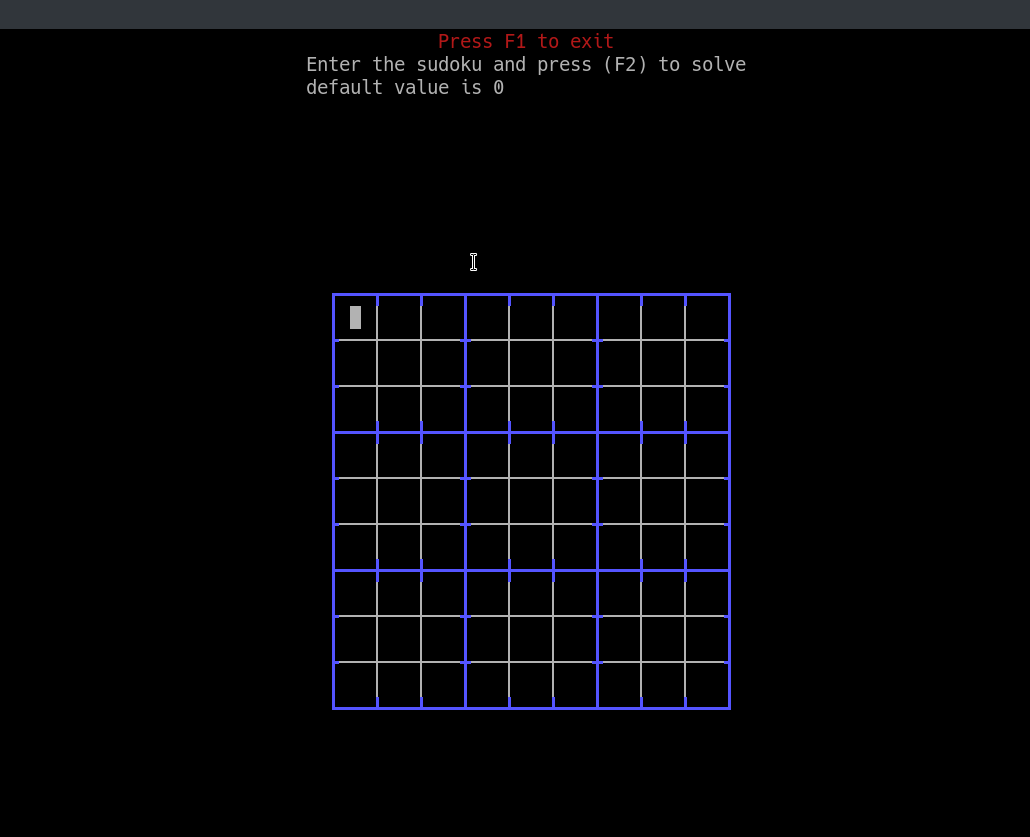 Press F1 to exit
Enter the sudoku and press (F2) to solve
default value is 0